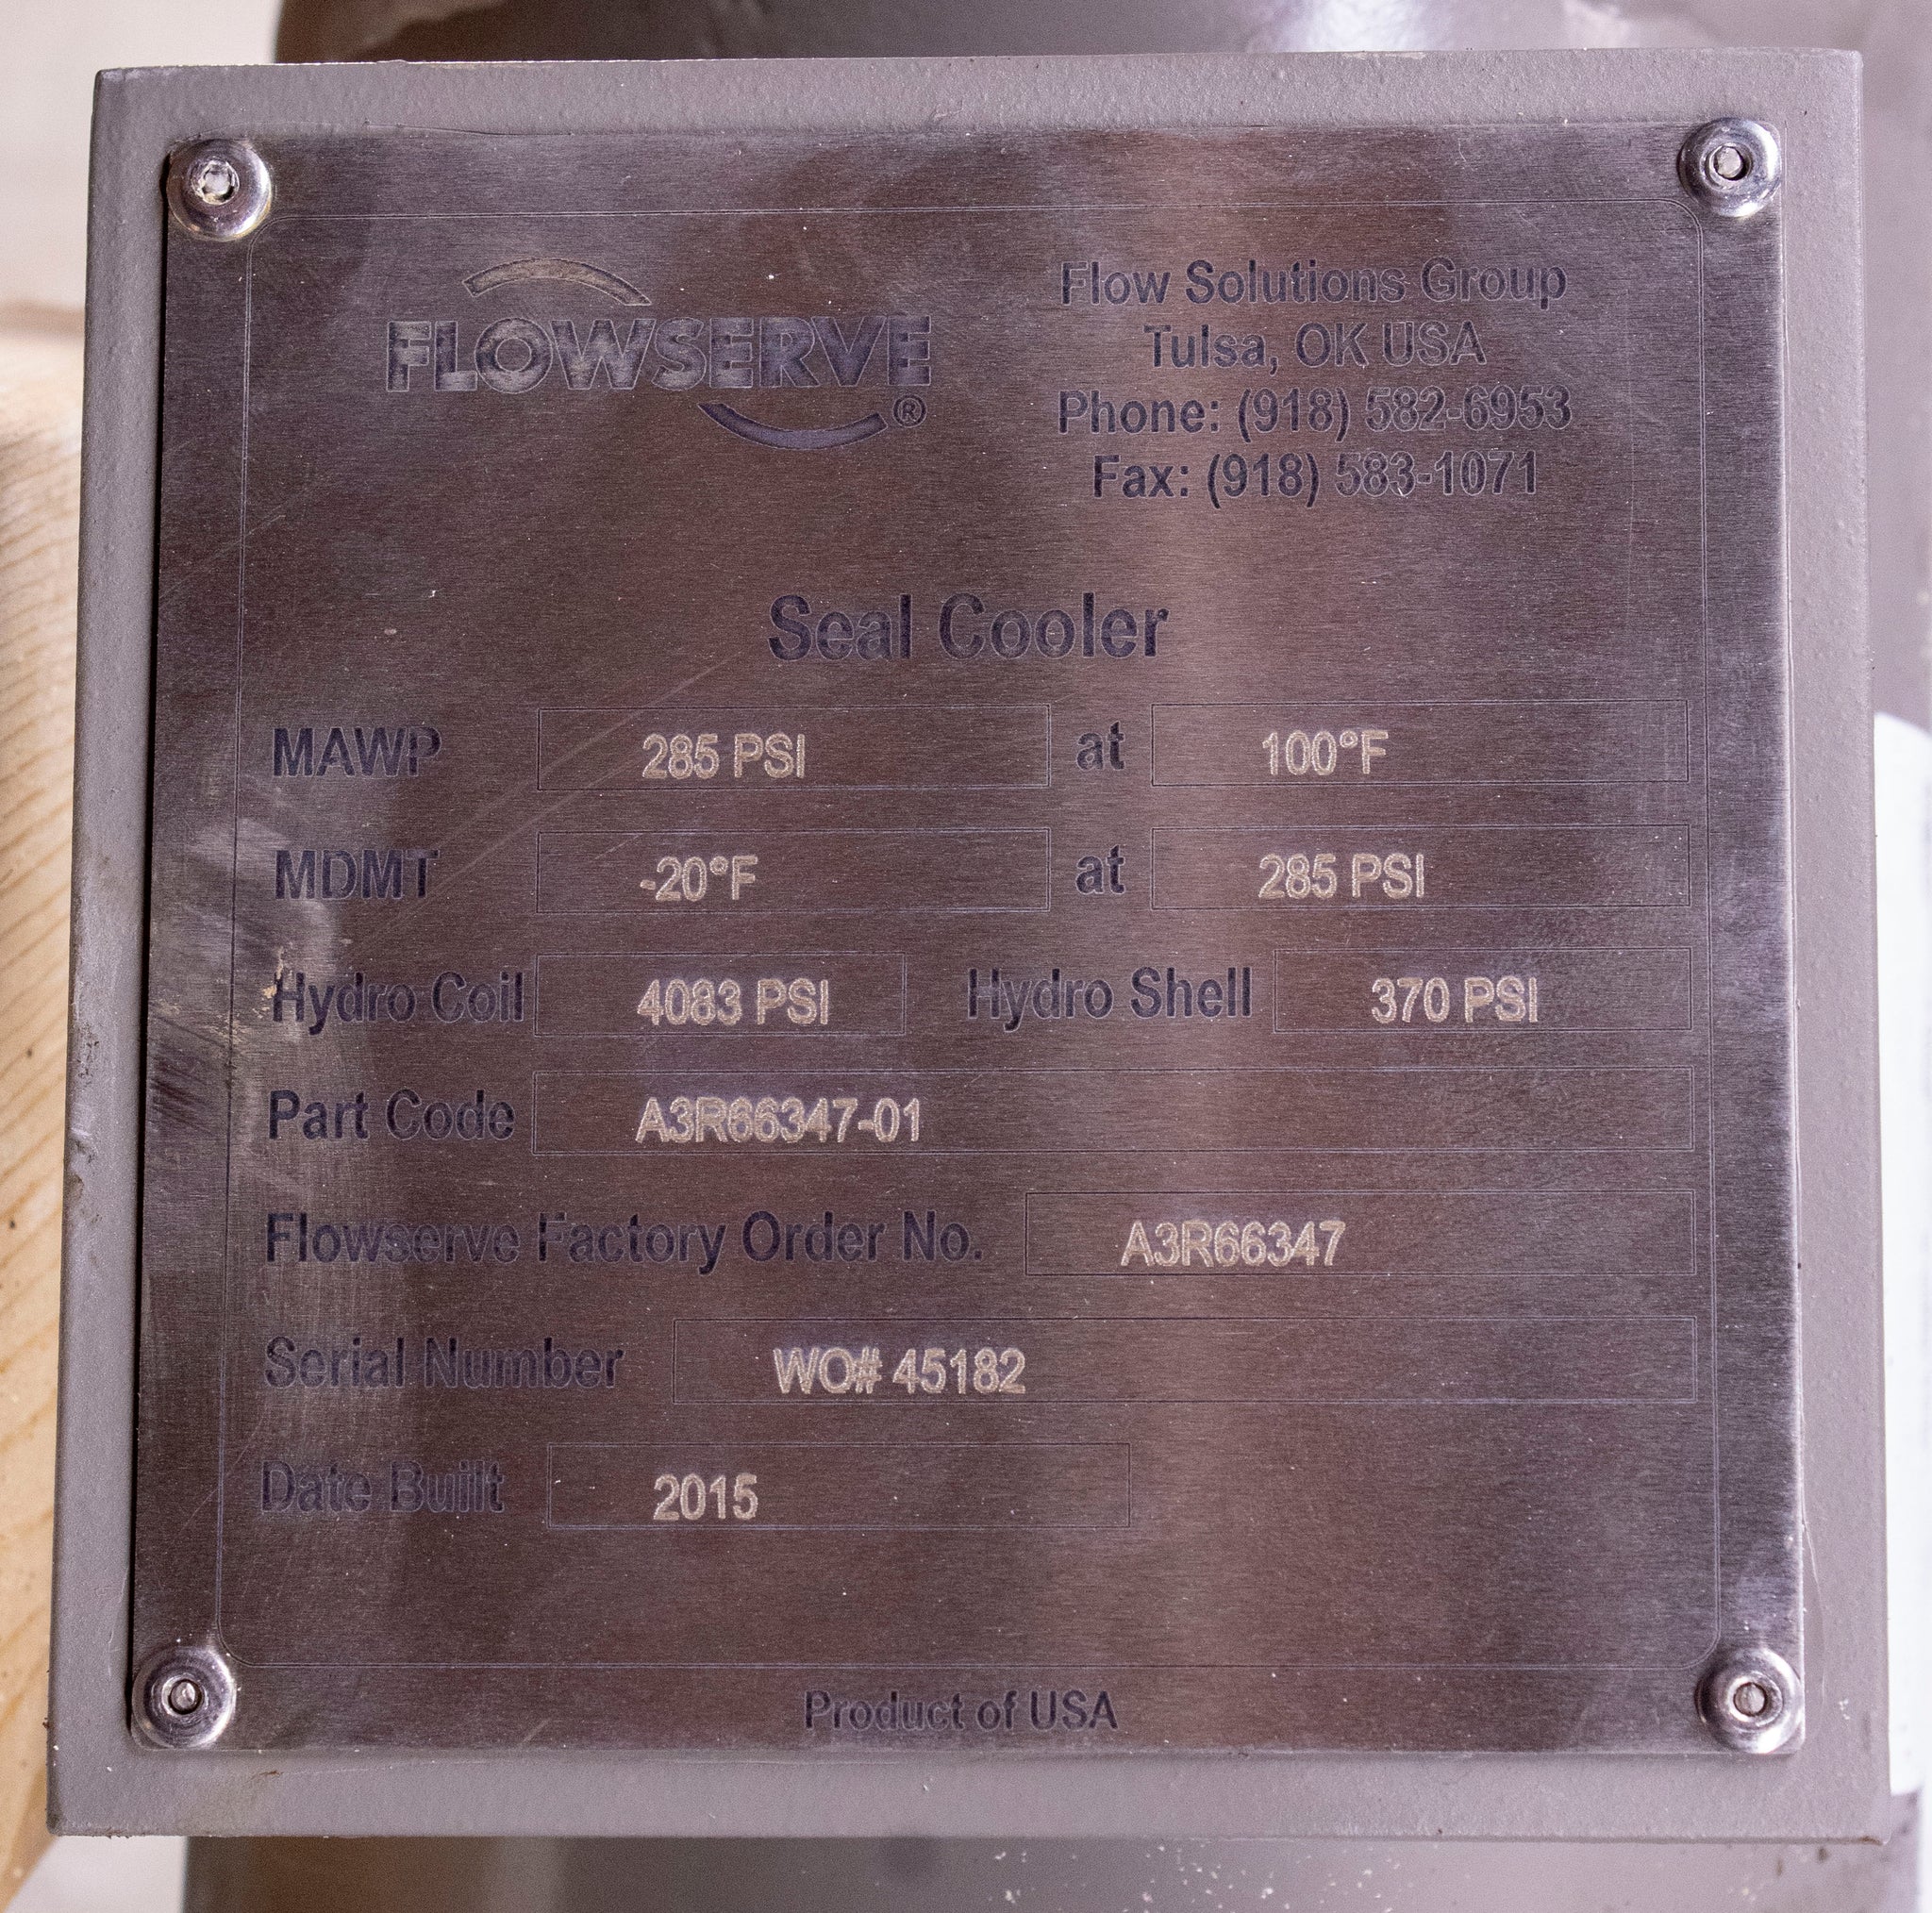 FLOWSERVE®
Flow Solutions Group
Tulsa, OK USA
Phone: (918) 582-6953
Fax: (918) 583-1071
Seal Cooler
MAWP 285 PSI at 100°F
MDMT -20°F at 285 PSI
Hydro Coil 4083 PSI Hydro Shell 370 PSI
Part Code A3R66347-01
Flowserve Factory Order No. A3R66347
Serial Number WO# 45182
Date Built 2015
Product of USA